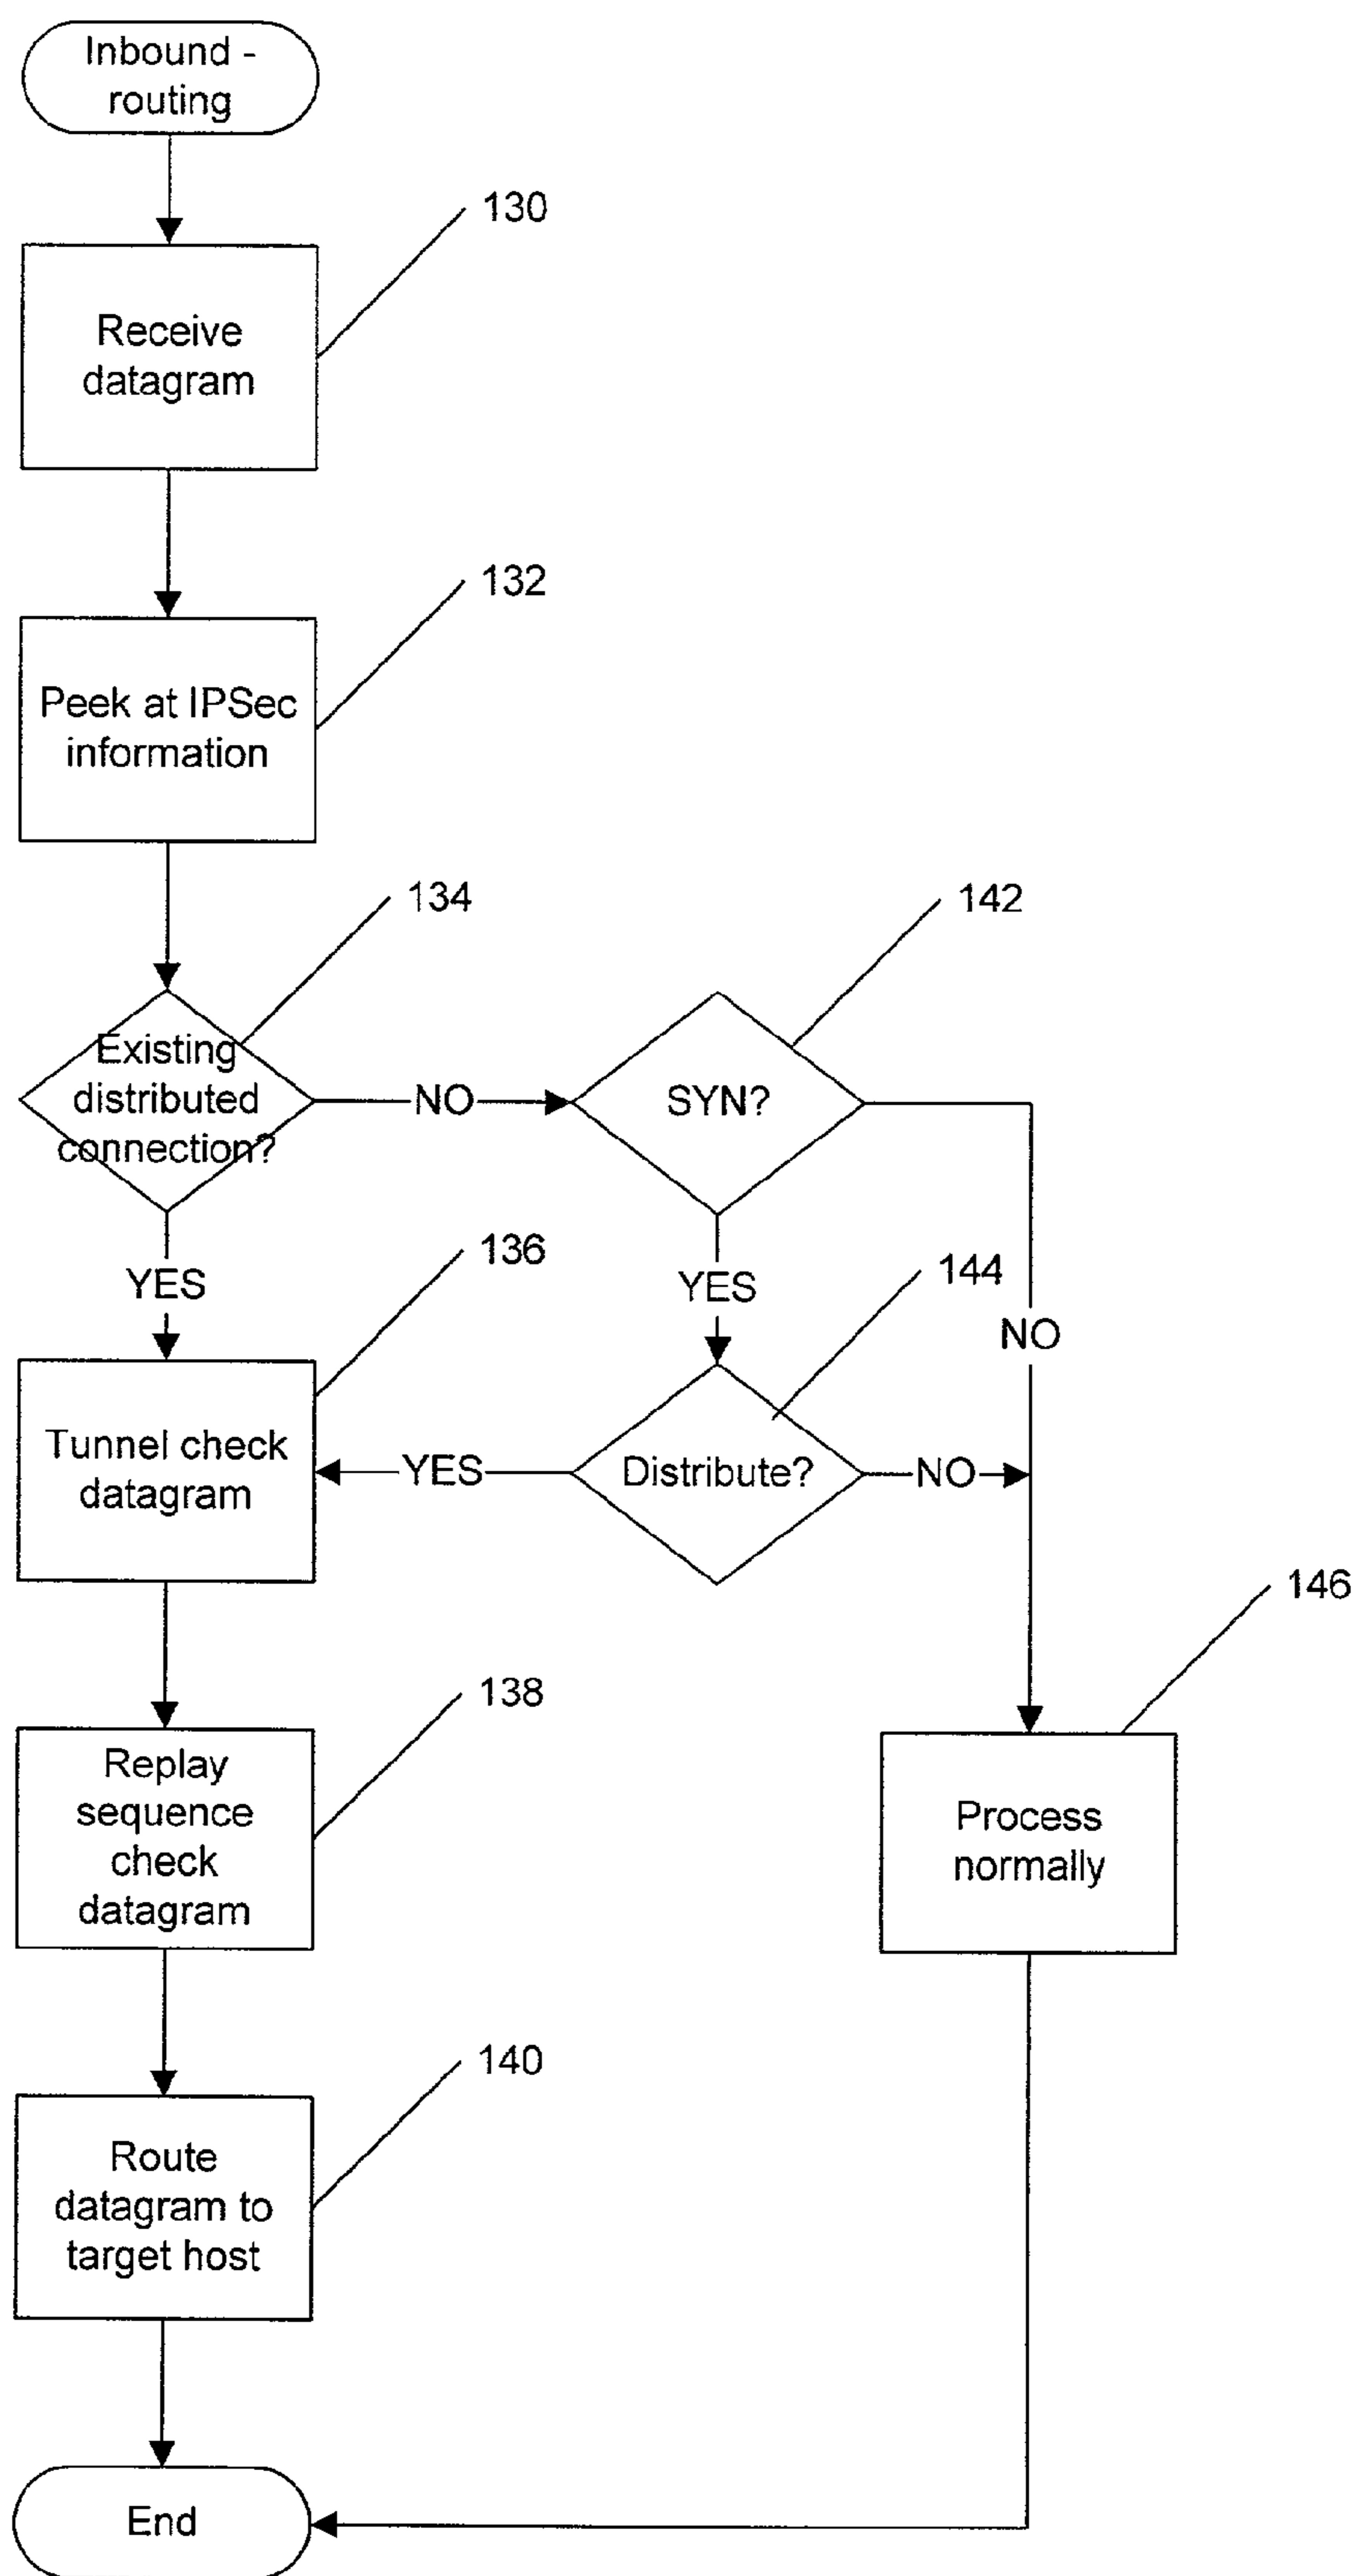 Inbound -
routing
130
Receive
datagram
132
Peek at IPSec
information
134
142
Existing
distributed
connection?
NO
SYN?
136
YES
YES
144
NO
Tunnel check
datagram
YES
Distribute?
NO
146
138
Replay
sequence
check
datagram
Process
normally
140
Route
datagram to
target host
End